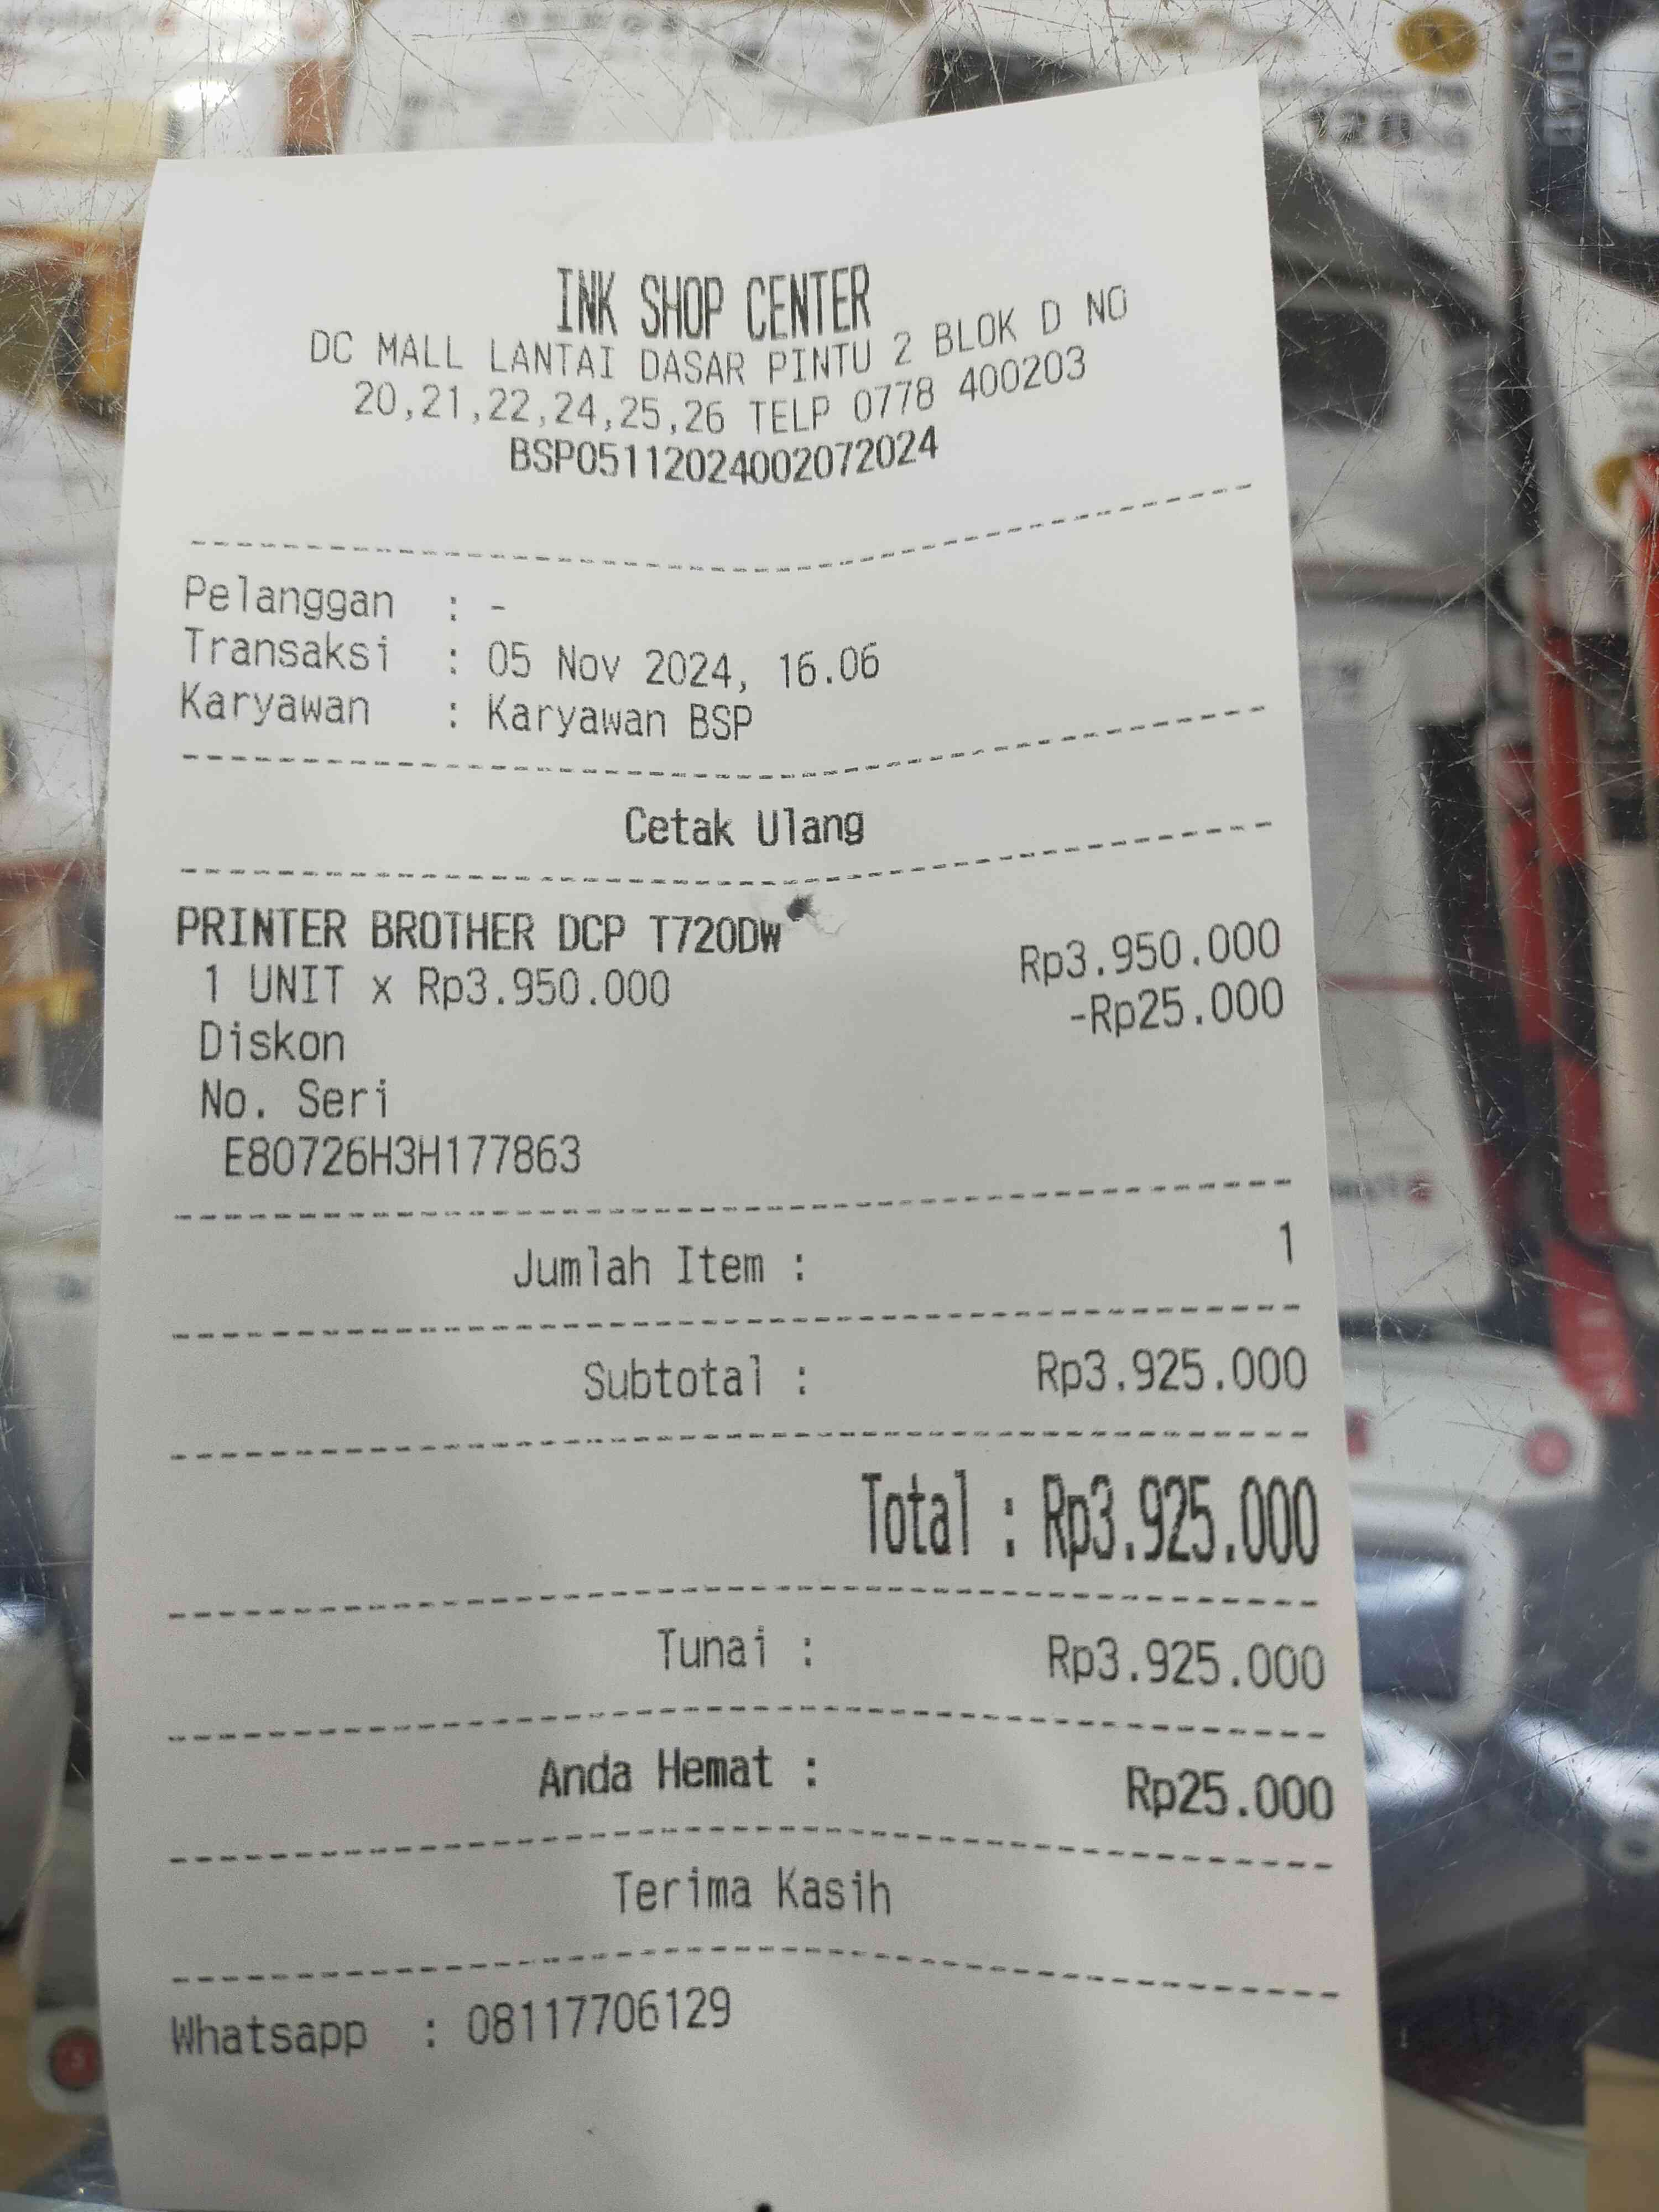 INK SHOP CENTER
DC MALL LANTAI DASAR PINTU 2 BLOK D NO
20,21,22,24,25,26 TELP 0778 400203
BSP05112024002072024
Pelanggan : -
Transaksi : 05 Nov 2024, 16.06
Karyawan : Karyawan BSP
Cetak Ulang
PRINTER BROTHER DCP T720DW
1 UNIT x Rp3.950.000 Rp3.950.000
Diskon -Rp25.000
No. Seri
E80726H3H177863
Jumlah Item : 1
Subtotal : Rp3.925.000
Total : Rp3.925.000
Tunai : Rp3.925.000
Anda Hemat : Rp25.000
Terima Kasih
Whatsapp : 08117706129
128